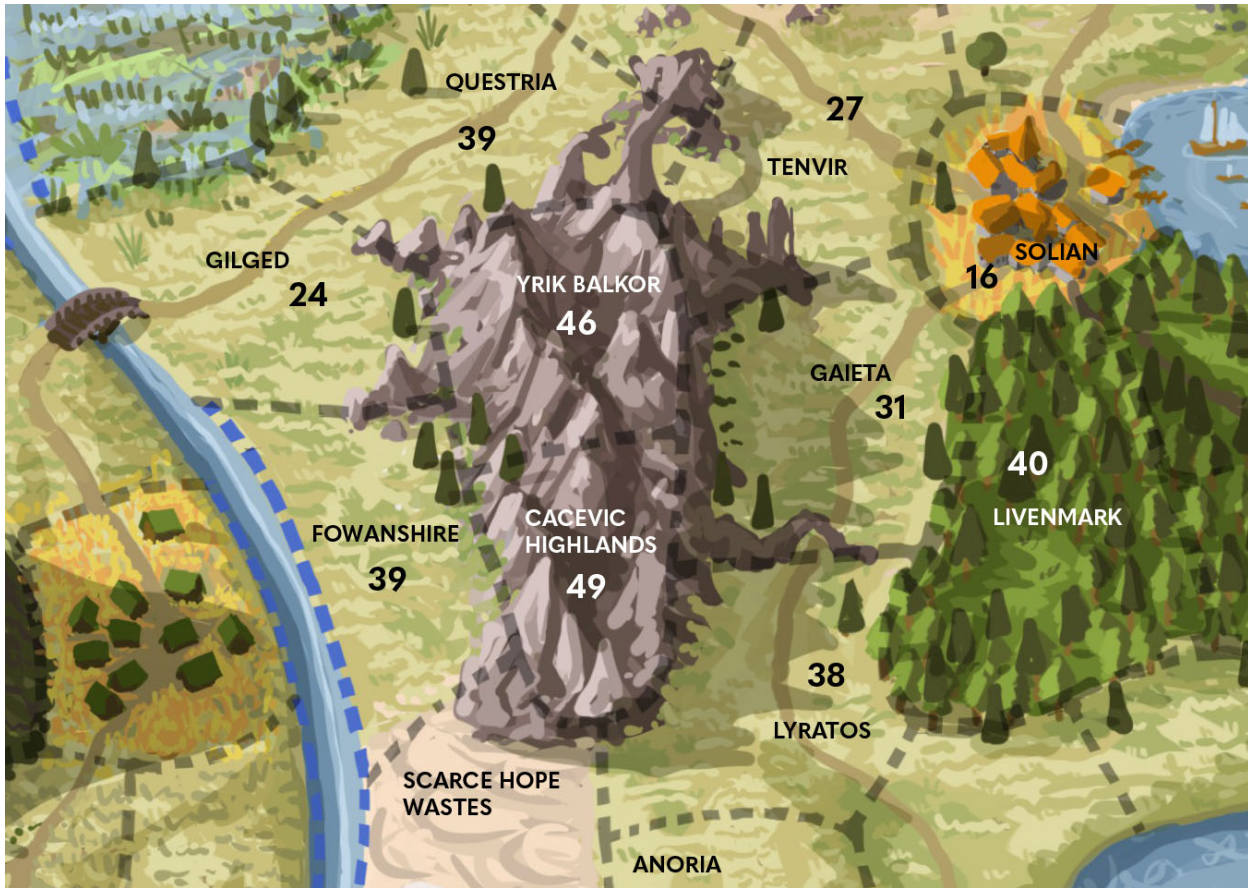 QUESTRIA
39
27
TENVIR
GILGED
24
SOLIAN
16
YRIK BALKOR
46
GAIETA
31
40
LIVENMARK
FOWANSHIRE
39
CACEVIC
HIGHLANDS
49
38
LYRATOS
SCARCE HOPE
WASTES
ANORIA